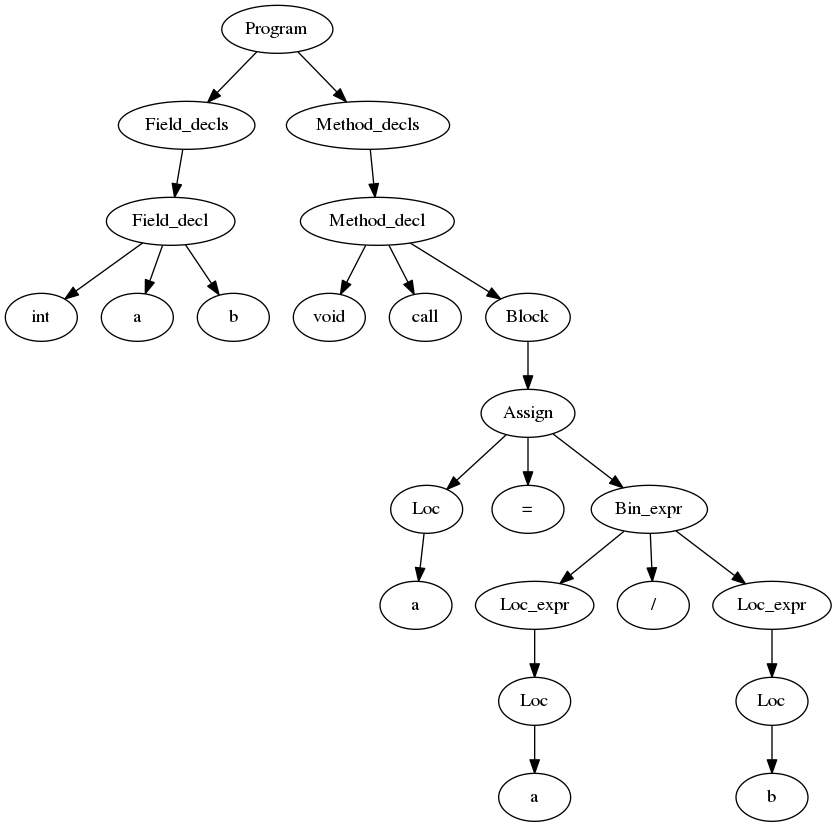 Program
Field_decls Method_decls
Field_decl Method_decl
int a b void call Block
Assign
Loc = Bin_expr
a Loc_expr / Loc_expr
Loc Loc
a b